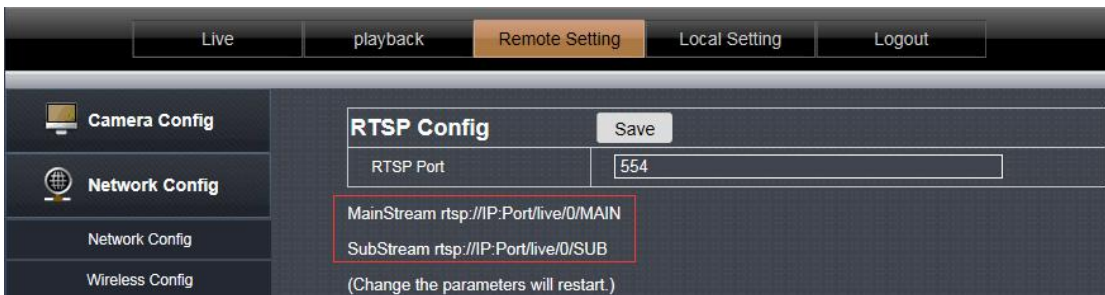 Live playback Remote Setting Local Setting Logout
Camera Config
Network Config
Network Config
Wireless Config
RTSP Config Save
RTSP Port 554
MainStream rtsp://IP:Port/live/0/MAIN
SubStream rtsp://IP:Port/live/0/SUB
(Change the parameters will restart.)